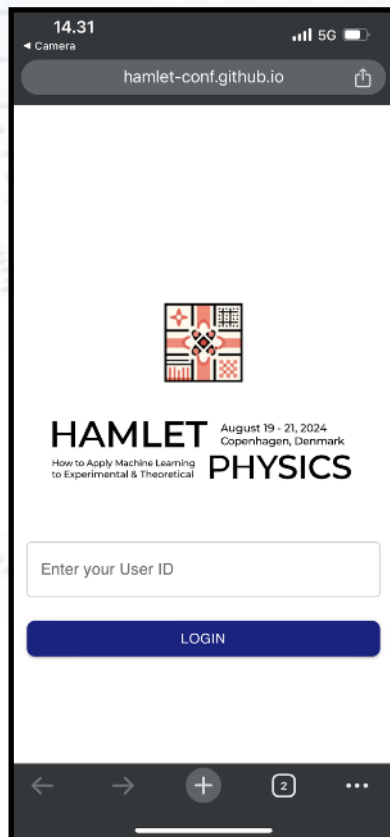 14.31
5G
◄ Camera
hamlet-conf.github.io
HAMLET
August 19 - 21, 2024
Copenhagen, Denmark
How to Apply Machine Learning
to Experimental & Theoretical
PHYSICS
Enter your User ID
LOGIN
2